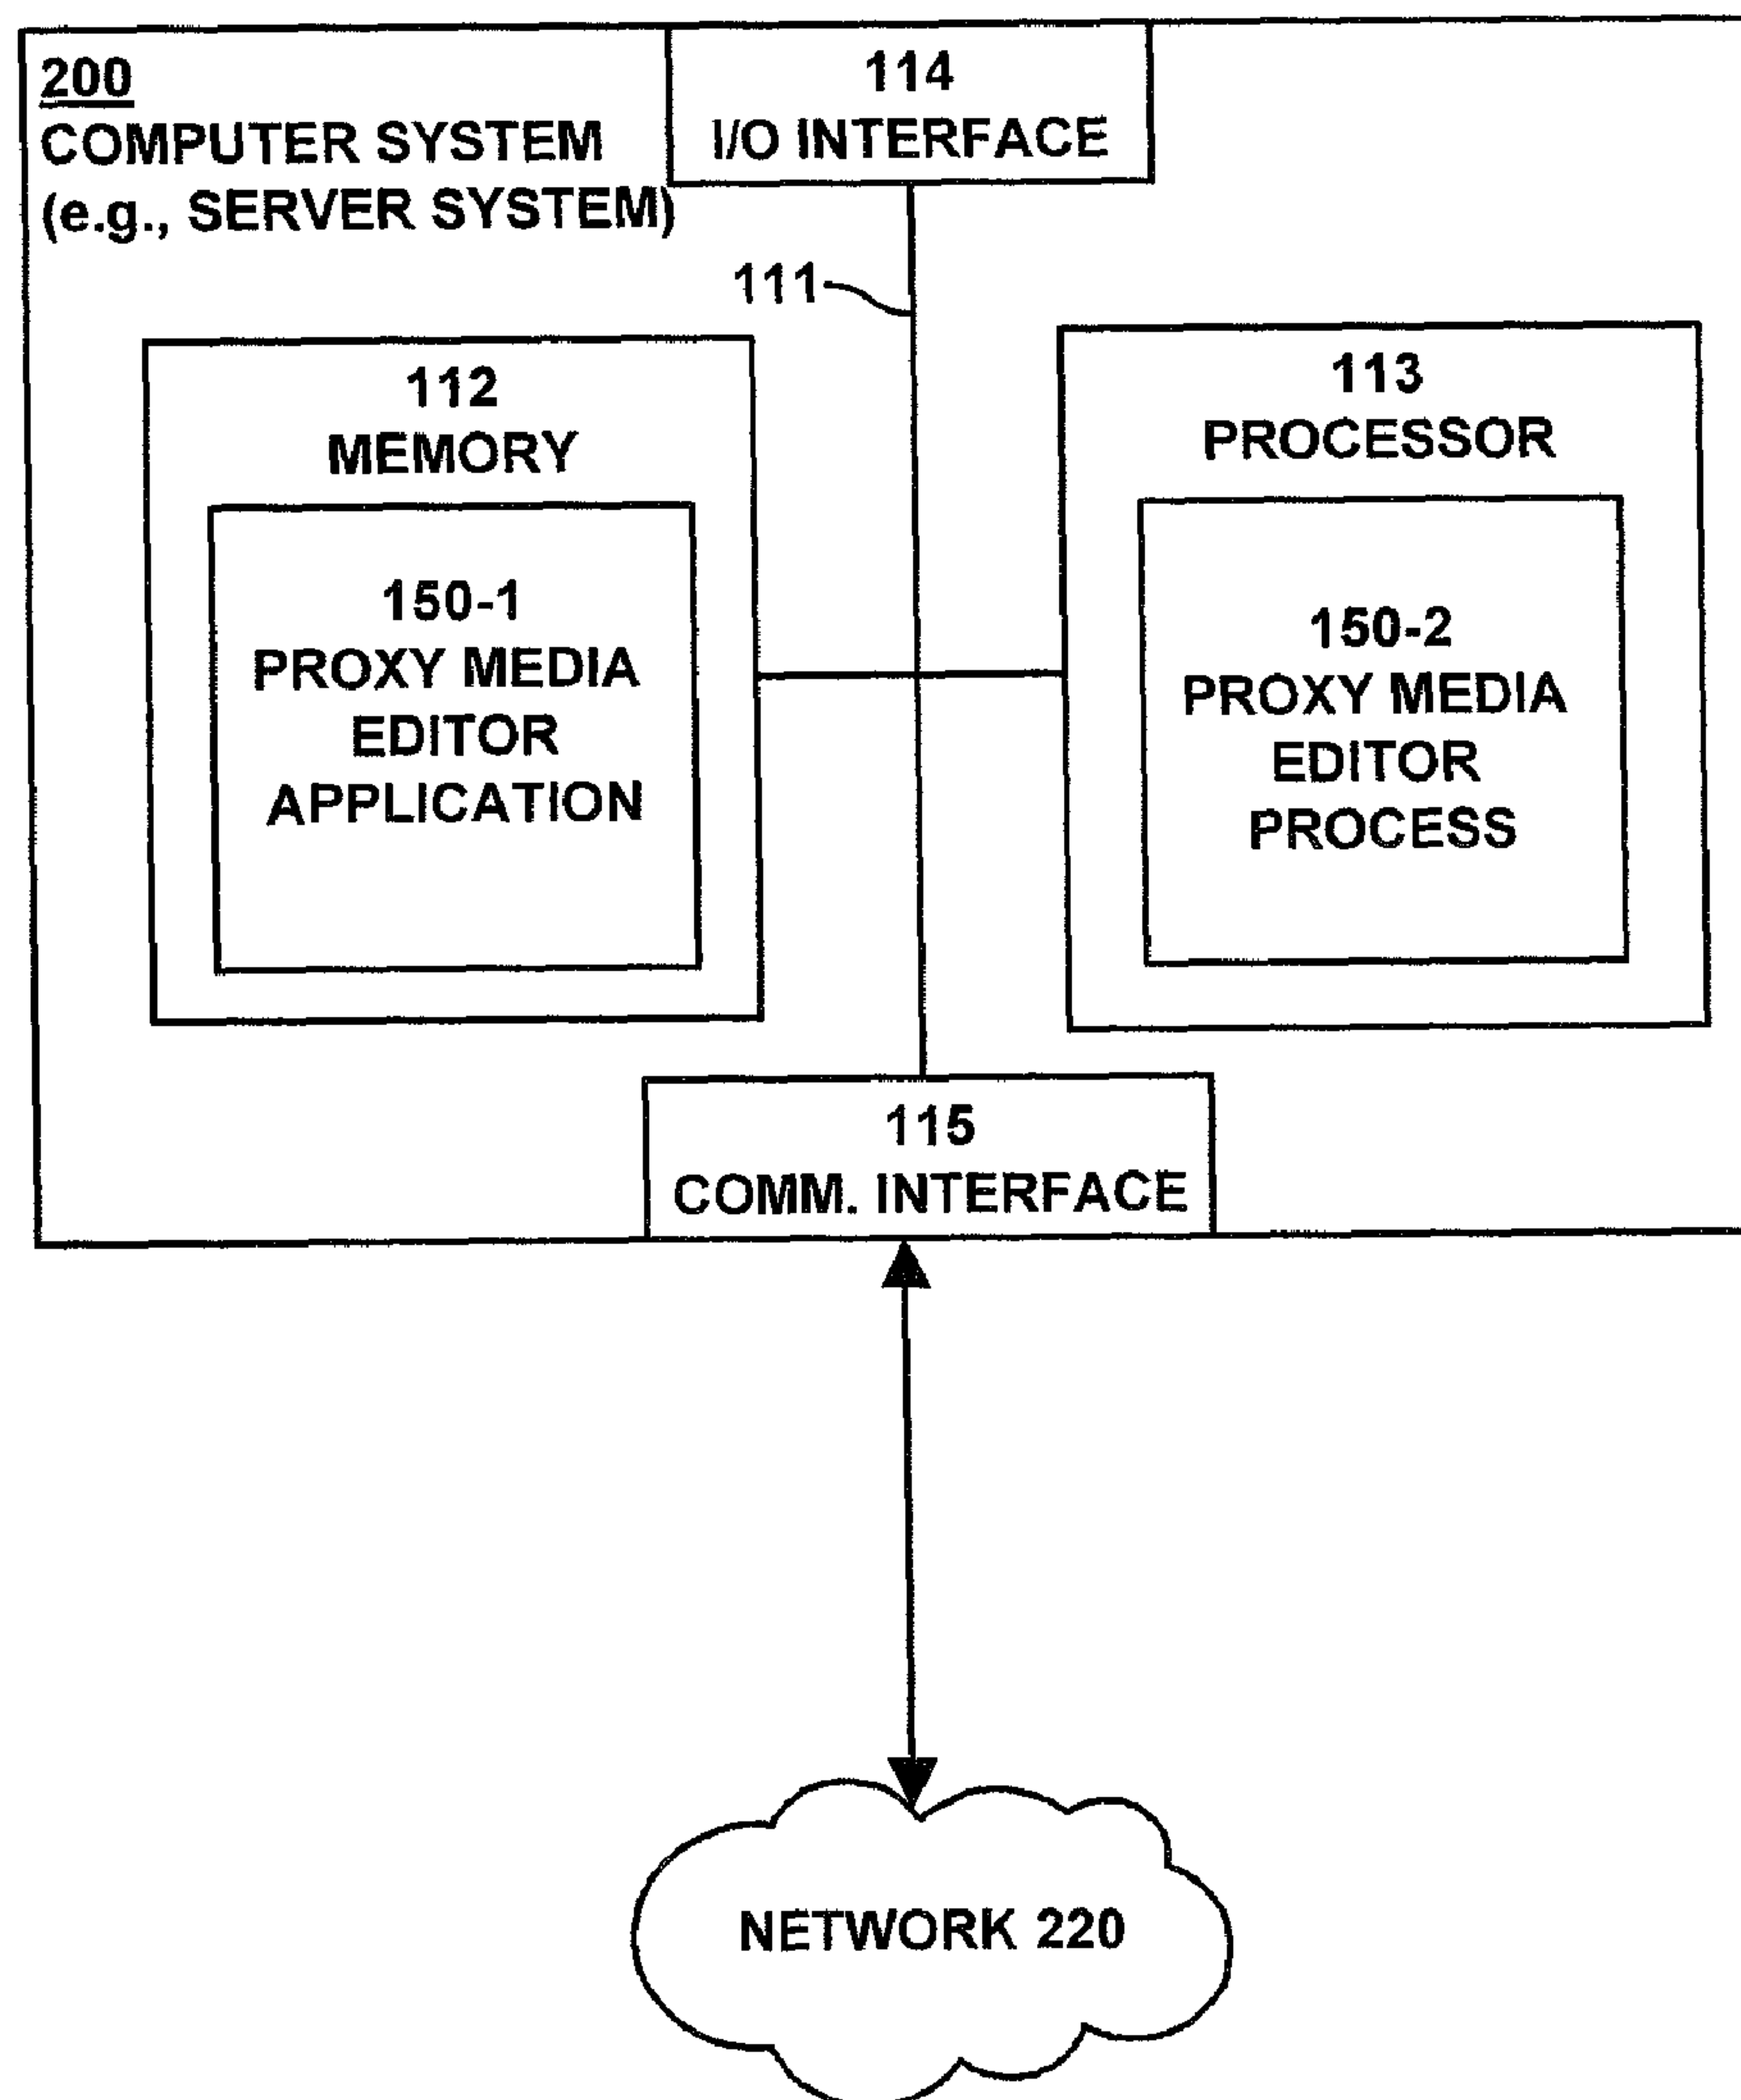 200
COMPUTER SYSTEM
(e.g., SERVER SYSTEM)
114
I/O INTERFACE
111
112
MEMORY
150-1
PROXY MEDIA
EDITOR
APPLICATION
113
PROCESSOR
150-2
PROXY MEDIA
EDITOR
PROCESS
115
COMM. INTERFACE
NETWORK 220